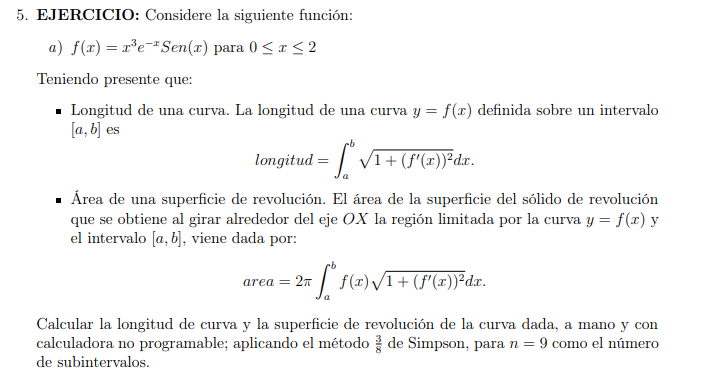 5. EJERCICIO: Considere la siguiente función:
a) f(x) = x³e⁻ˣSen(x) para 0 ≤ x ≤ 2
Teniendo presente que:
▪ Longitud de una curva. La longitud de una curva y = f(x) definida sobre un intervalo
[a, b] es
longitud = ∫ₐᵇ √(1 + (f′(x))²)dx.
▪ Área de una superficie de revolución. El área de la superficie del sólido de revolución
que se obtiene al girar alrededor del eje OX la región limitada por la curva y = f(x) y
el intervalo [a, b], viene dada por:
area = 2π ∫ₐᵇ f(x)√(1 + (f′(x))²)dx.
Calcular la longitud de curva y la superficie de revolución de la curva dada, a mano y con
calculadora no programable; aplicando el método 3/8 de Simpson, para n = 9 como el número
de subintervalos.